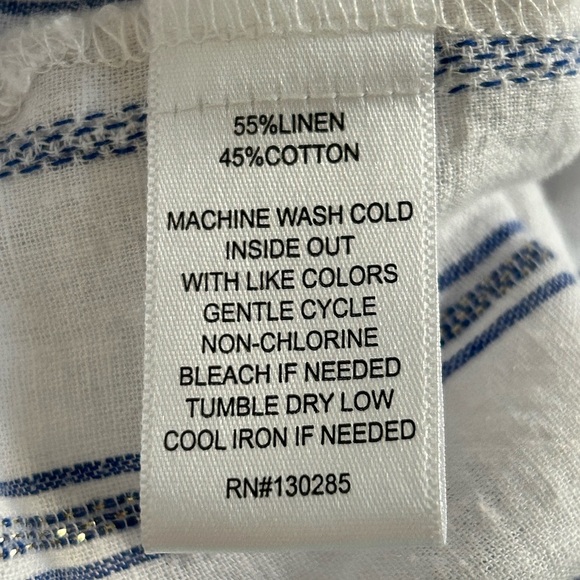 55%LINEN
45%COTTON
MACHINE WASH COLD
INSIDE OUT
WITH LIKE COLORS
GENTLE CYCLE
NON-CHLORINE
BLEACH IF NEEDED
TUMBLE DRY LOW
COOL IRON IF NEEDED
RN#130285